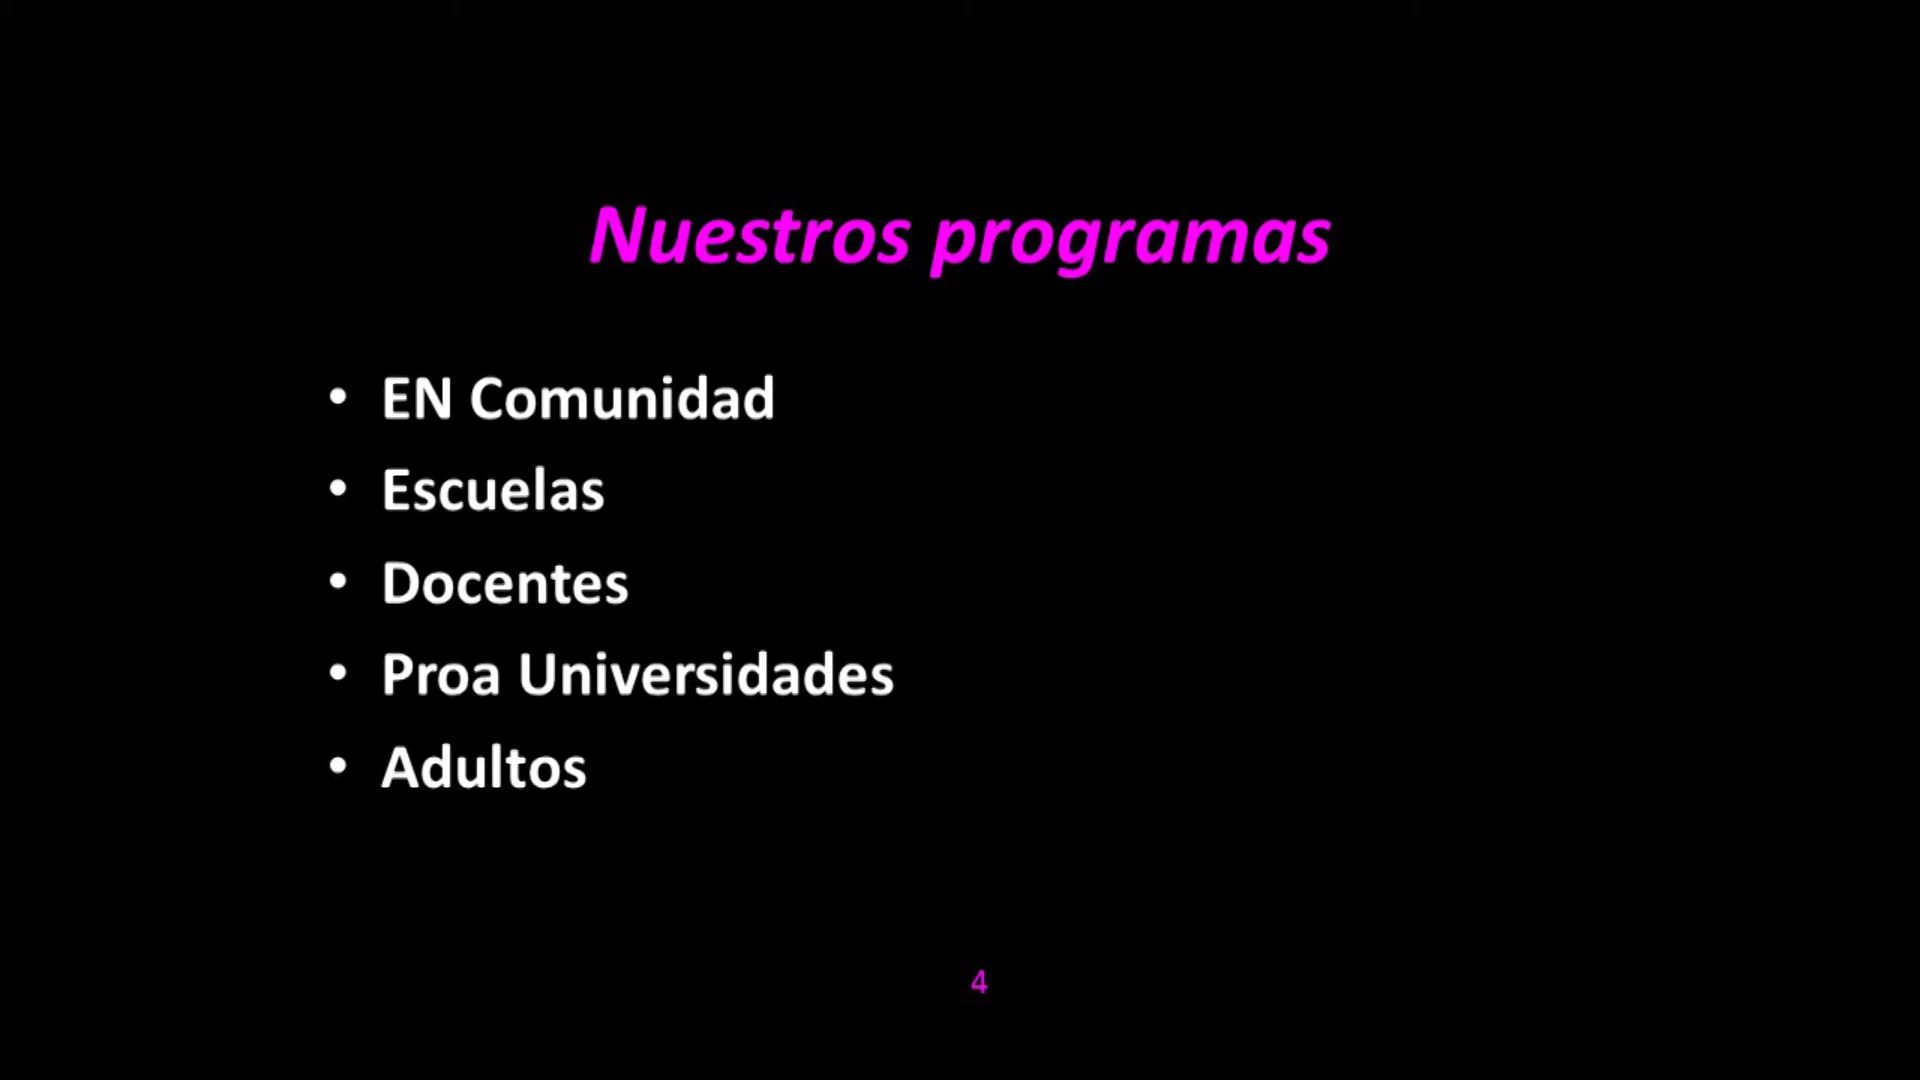 Nuestros programas
• EN Comunidad
• Escuelas
• Docentes
• Proa Universidades
• Adultos
4